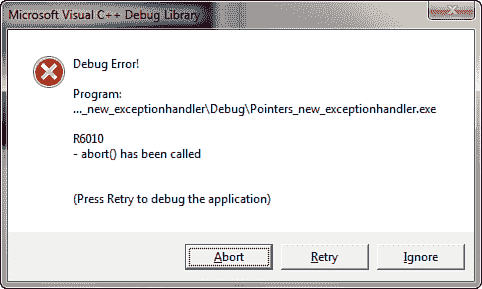 Microsoft Visual C++ Debug Library
Debug Error!
Program:
..._new_exceptionhandler\Debug\Pointers_new_exceptionhandler.exe
R6010
- abort() has been called
(Press Retry to debug the application)
Abort
Retry
Ignore